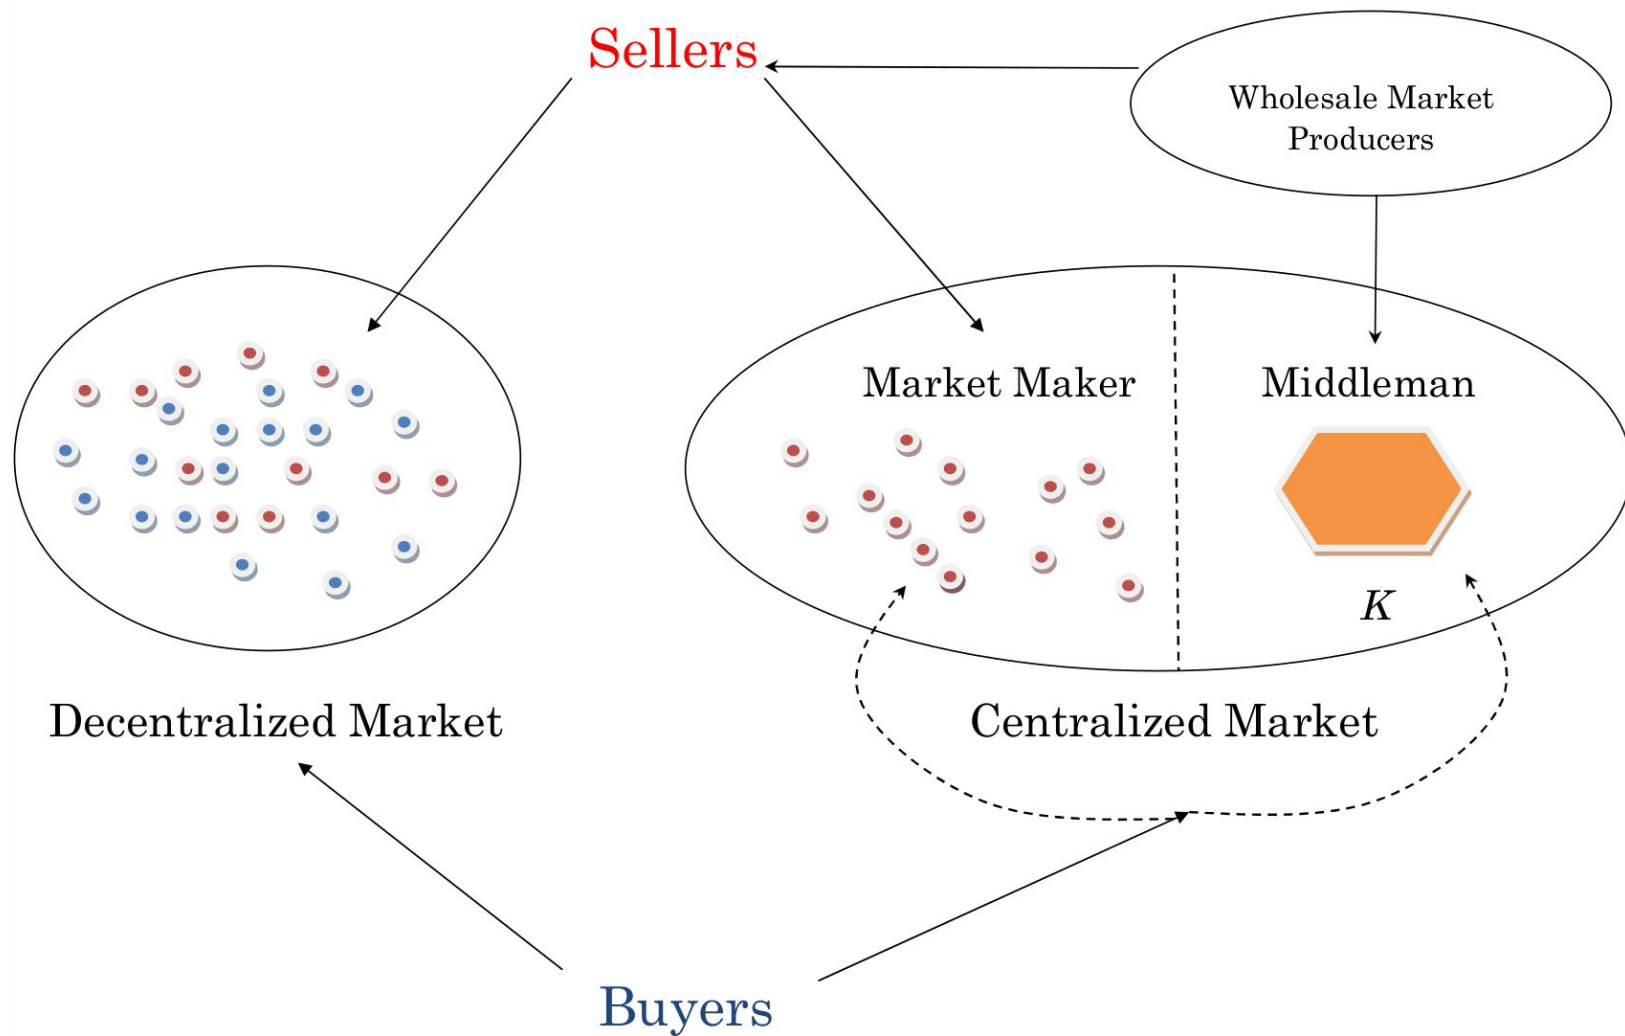 Sellers
Wholesale Market
Producers
Market Maker
Middleman
K
Decentralized Market
Centralized Market
Buyers